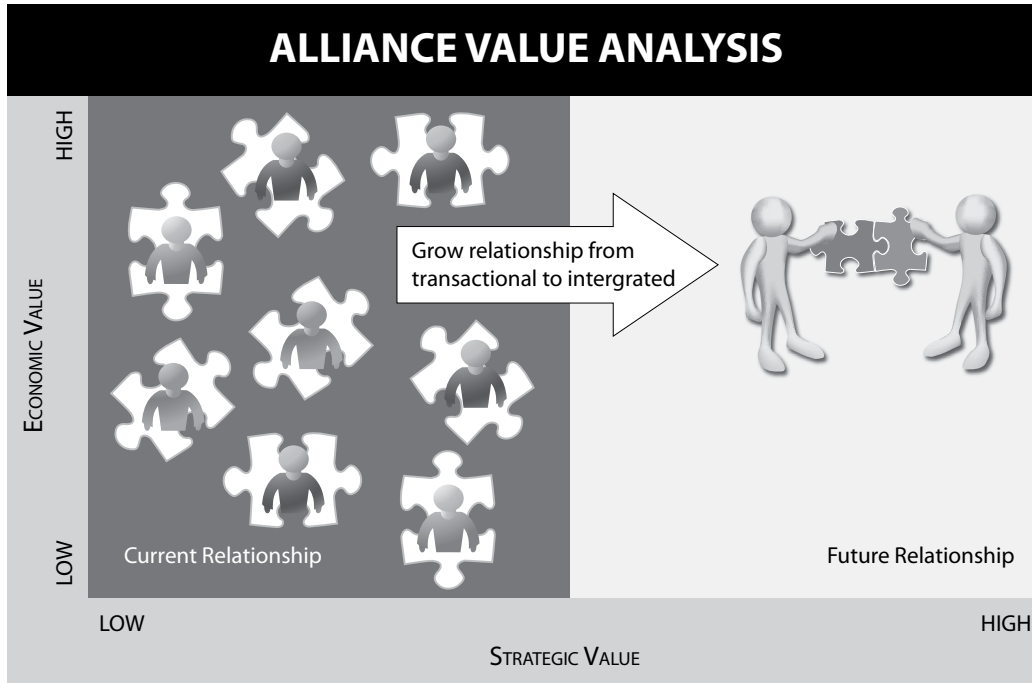 ALLIANCE VALUE ANALYSIS
HIGH
ECONOMIC VALUE
LOW
Grow relationship from
transactional to intergrated
Current Relationship
Future Relationship
LOW
HIGH
STRATEGIC VALUE